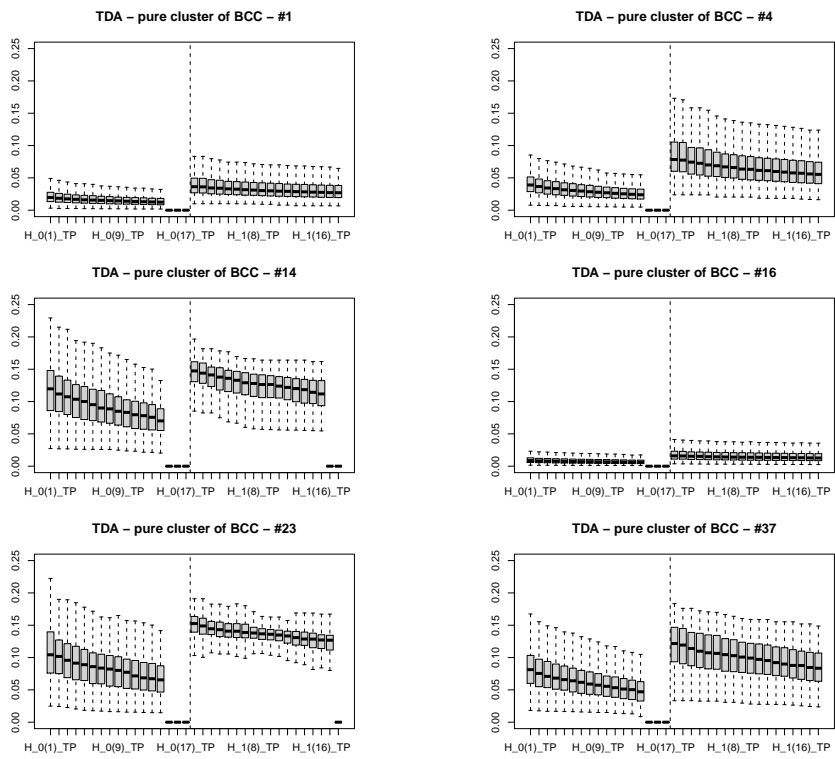 TDA − pure cluster of BCC − #1
0.00 0.05 0.10 0.15 0.20 0.25
H_0(1)_TP H_0(9)_TP H_0(17)_TP H_1(8)_TP H_1(16)_TP
TDA − pure cluster of BCC − #4
0.00 0.05 0.10 0.15 0.20 0.25
H_0(1)_TP H_0(9)_TP H_0(17)_TP H_1(8)_TP H_1(16)_TP
TDA − pure cluster of BCC − #14
0.00 0.05 0.10 0.15 0.20 0.25
H_0(1)_TP H_0(9)_TP H_0(17)_TP H_1(8)_TP H_1(16)_TP
TDA − pure cluster of BCC − #16
0.00 0.05 0.10 0.15 0.20 0.25
H_0(1)_TP H_0(9)_TP H_0(17)_TP H_1(8)_TP H_1(16)_TP
TDA − pure cluster of BCC − #23
0.00 0.05 0.10 0.15 0.20 0.25
H_0(1)_TP H_0(9)_TP H_0(17)_TP H_1(8)_TP H_1(16)_TP
TDA − pure cluster of BCC − #37
0.00 0.05 0.10 0.15 0.20 0.25
H_0(1)_TP H_0(9)_TP H_0(17)_TP H_1(8)_TP H_1(16)_TP